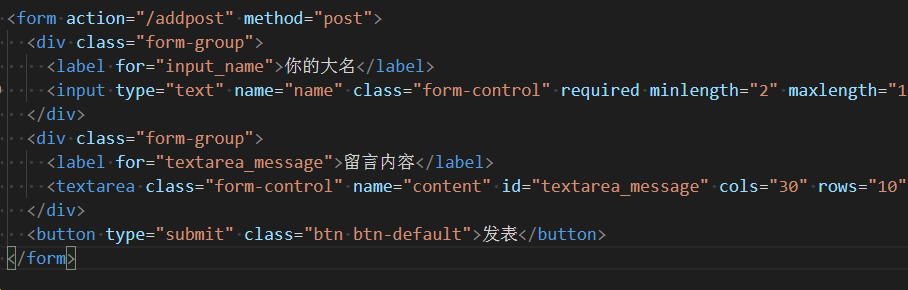 <form action="/addpost" method="post">
<div class="form-group">
<label for="input_name">你的大名</label>
<input type="text" name="name" class="form-control" required minlength="2" maxlength="1
</div>
<div class="form-group">
<label for="textarea_message">留言内容</label>
<textarea class="form-control" name="content" id="textarea_message" cols="30" rows="10"
</div>
<button type="submit" class="btn btn-default">发表</button>
</form>